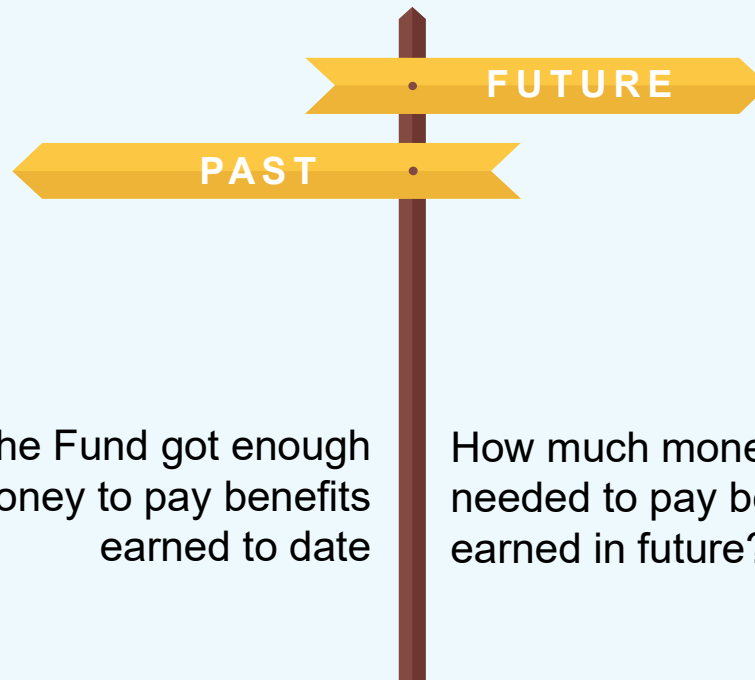 FUTURE
PAST
he Fund got enough
oney to pay benefits
earned to date
How much mone
needed to pay be
earned in future?